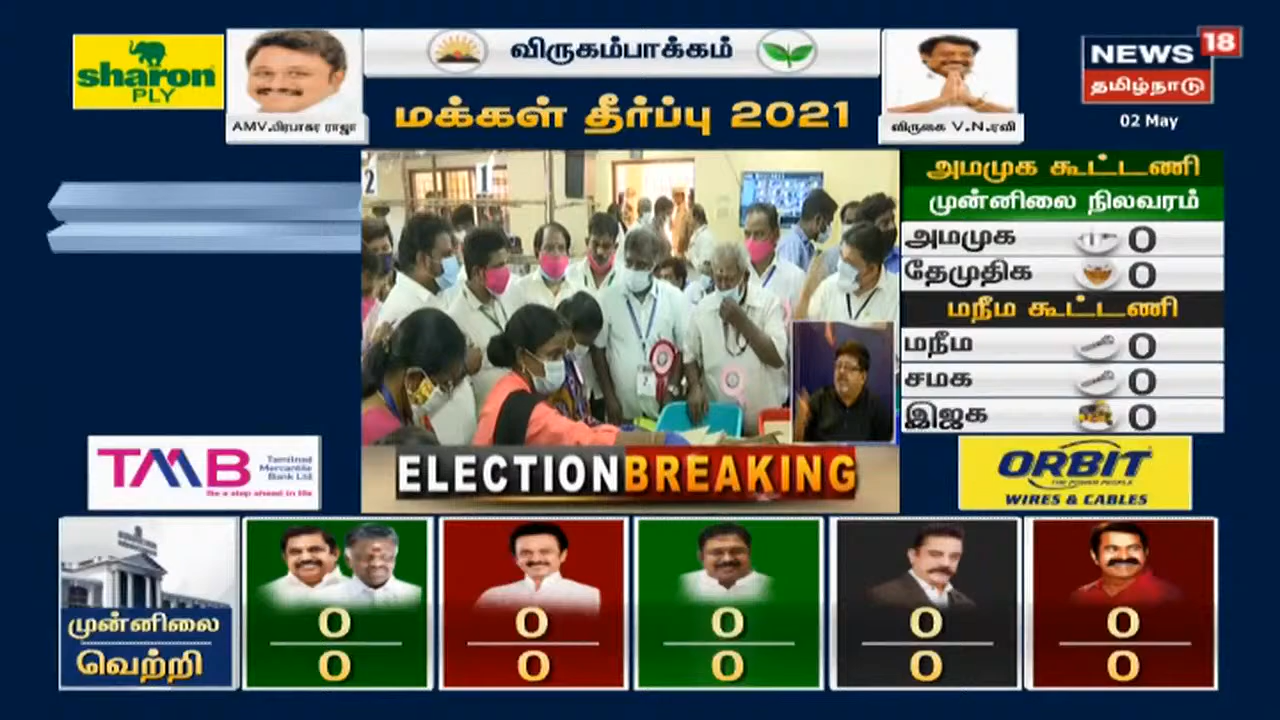 sharon
PLY
AMV.பிரபாகர ராஜா
விருகம்பாக்கம்
மக்கள் தீர்ப்பு 2021
விருகை V.N.ரவி
NEWS 18
தமிழ்நாடு
02 May
2
1
அமமுக கூட்டணி
முன்னிலை நிலவரம்
அமமுக 0
தேமுதிக 0
மநீம கூட்டணி
மநீம 0
சமக 0
இஜக 0
TMB Tamilnad
Mercantile
Bank Ltd
Be a step ahead in life
ELECTION BREAKING
ORBIT
THE POWER PEOPLE
WIRES & CABLES
முன்னிலை 0 0 0 0 0
வெற்றி 0 0 0 0 0